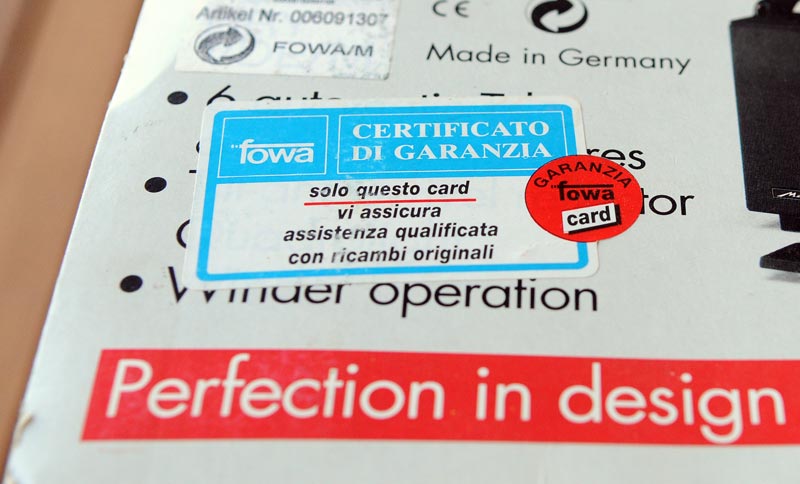 Artikel Nr. 006091307
FOWA/M
CE
Made in Germany
6
fowa
CERTIFICATO
DI GARANZIA
solo questo card
vi assicura
assistenza qualificata
con ricambi originali
GARANZIA
fowa
card
Winder operation
Perfection in design